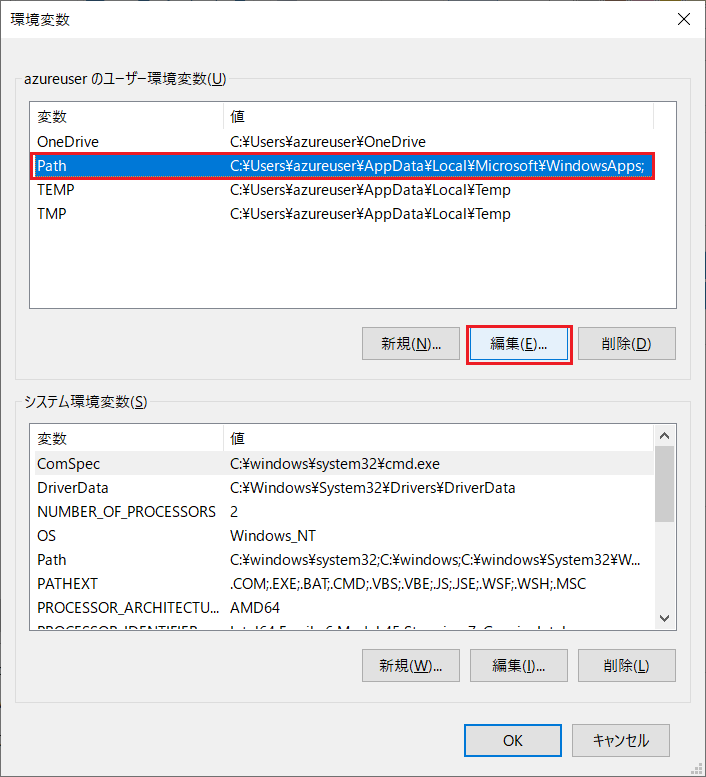 環境変数
azureuser のユーザー環境変数(U)
変数 値
OneDrive C:¥Users¥azureuser¥OneDrive
Path C:¥Users¥azureuser¥AppData¥Local¥Microsoft¥WindowsApps;
TEMP C:¥Users¥azureuser¥AppData¥Local¥Temp
TMP C:¥Users¥azureuser¥AppData¥Local¥Temp
新規(N)... 編集(E)... 削除(D)
システム環境変数(S)
変数 値
ComSpec C:¥windows¥system32¥cmd.exe
DriverData C:¥Windows¥System32¥Drivers¥DriverData
NUMBER_OF_PROCESSORS 2
OS Windows_NT
Path C:¥windows¥system32;C:¥windows;C:¥windows¥System32¥W...
PATHEXT .COM;.EXE;.BAT;.CMD;.VBS;.VBE;.JS;.JSE;.WSF;.WSH;.MSC
PROCESSOR_ARCHITECTU... AMD64
PROCESSOR_IDENTIFIER
新規(W)... 編集(I)... 削除(L)
OK キャンセル